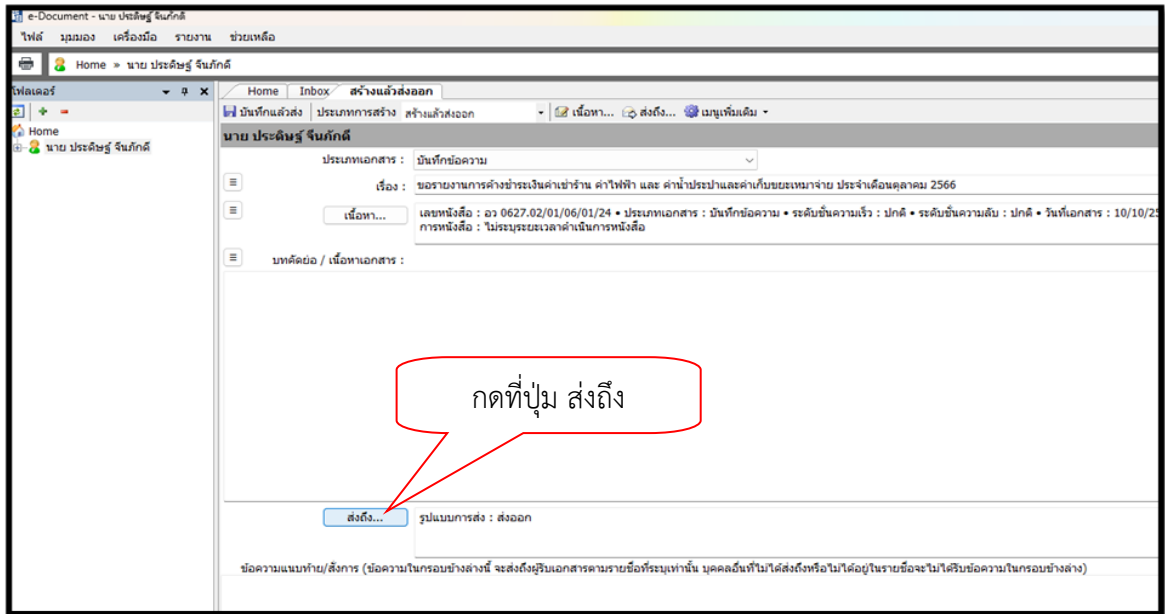 e-Document - นาย ประดิษฐ์ จีนภักดี
ไฟล์ มุมมอง เครื่องมือ รายงาน ช่วยเหลือ
Home » นาย ประดิษฐ์ จีนภักดี
โฟลเดอร์
Home Inbox สร้างแล้วส่งออก
บันทึกแล้วส่ง ประเภทการสร้าง สร้างแล้วส่งออก เนื้อหา... ส่งถึง... เมนูเพิ่มเติม
Home
นาย ประดิษฐ์ จีนภักดี
นาย ประดิษฐ์ จีนภักดี
ประเภทเอกสาร : บันทึกข้อความ
เรื่อง : ขอรายงานการค้างชำระเงินค่าเช่าร้าน ค่าไฟฟ้า และ ค่าน้ำประปาและค่าเก็บขยะเหมาจ่าย ประจำเดือนตุลาคม 2566
เนื้อหา... เลขหนังสือ : อว 0627.02/01/06/01/24 • ประเภทเอกสาร : บันทึกข้อความ • ระดับชั้นความเร็ว : ปกติ • ระดับชั้นความลับ : ปกติ • วันที่เอกสาร : 10/10/25
การหนังสือ : ไม่ระบุระยะเวลาดำเนินการหนังสือ
บทคัดย่อ / เนื้อหาเอกสาร :
กดที่ปุ่ม ส่งถึง
ส่งถึง... รูปแบบการส่ง : ส่งออก
ข้อความแนบท้าย/สั่งการ (ข้อความในกรอบข้างล่างนี้ จะส่งถึงผู้รับเอกสารตามรายชื่อที่ระบุเท่านั้น บุคคลอื่นที่ไม่ได้ส่งถึงหรือไม่ได้อยู่ในรายชื่อจะไม่ได้รับข้อความในกรอบข้างล่าง)